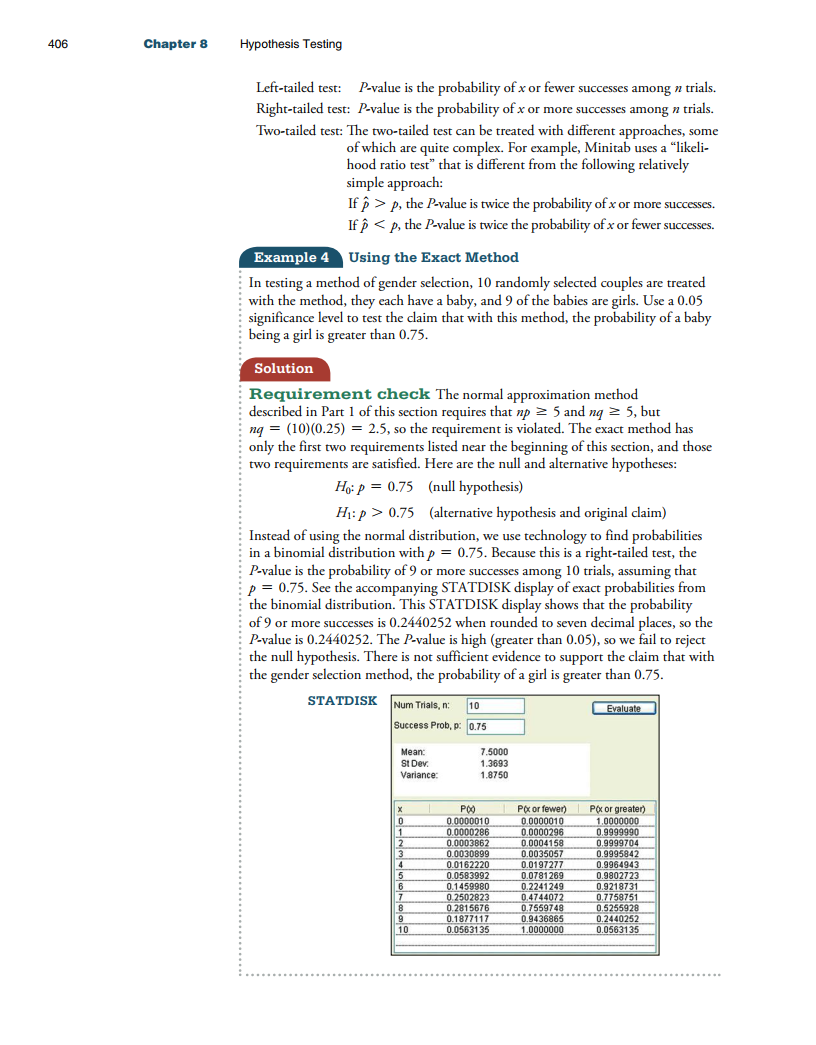 406 Chapter 8 Hypothesis Testing
Left-tailed test: P-value is the probability of x or fewer successes among n trials.
Right-tailed test: P-value is the probability of x or more successes among n trials.
Two-tailed test: The two-tailed test can be treated with different approaches, some
of which are quite complex. For example, Minitab uses a “likeli-
hood ratio test” that is different from the following relatively
simple approach:
If p̂ > p, the P-value is twice the probability of x or more successes.
If p̂ < p, the P-value is twice the probability of x or fewer successes.
Example 4 Using the Exact Method
In testing a method of gender selection, 10 randomly selected couples are treated
with the method, they each have a baby, and 9 of the babies are girls. Use a 0.05
significance level to test the claim that with this method, the probability of a baby
being a girl is greater than 0.75.
Solution
Requirement check The normal approximation method
described in Part 1 of this section requires that np ≥ 5 and nq ≥ 5, but
nq = (10)(0.25) = 2.5, so the requirement is violated. The exact method has
only the first two requirements listed near the beginning of this section, and those
two requirements are satisfied. Here are the null and alternative hypotheses:
H₀: p = 0.75 (null hypothesis)
H₁: p > 0.75 (alternative hypothesis and original claim)
Instead of using the normal distribution, we use technology to find probabilities
in a binomial distribution with p = 0.75. Because this is a right-tailed test, the
P-value is the probability of 9 or more successes among 10 trials, assuming that
p = 0.75. See the accompanying STATDISK display of exact probabilities from
the binomial distribution. This STATDISK display shows that the probability
of 9 or more successes is 0.2440252 when rounded to seven decimal places, so the
P-value is 0.2440252. The P-value is high (greater than 0.05), so we fail to reject
the null hypothesis. There is not sufficient evidence to support the claim that with
the gender selection method, the probability of a girl is greater than 0.75.
STATDISK
Num Trials, n: 10 Evaluate
Success Prob, p: 0.75
Mean: 7.5000
St Dev: 1.3693
Variance: 1.8750
x P(x) P(x or fewer) P(x or greater)
0 0.0000010 0.0000010 1.0000000
1 0.0000286 0.0000296 0.9999990
2 0.0003862 0.0004158 0.9999704
3 0.0030899 0.0035057 0.9995842
4 0.0162220 0.0197277 0.9964943
5 0.0583992 0.0781269 0.9802723
6 0.1459980 0.2241249 0.9218731
7 0.2502823 0.4744072 0.7758751
8 0.2815676 0.7559748 0.5255928
9 0.1877117 0.9436865 0.2440252
10 0.0563135 1.0000000 0.0563135